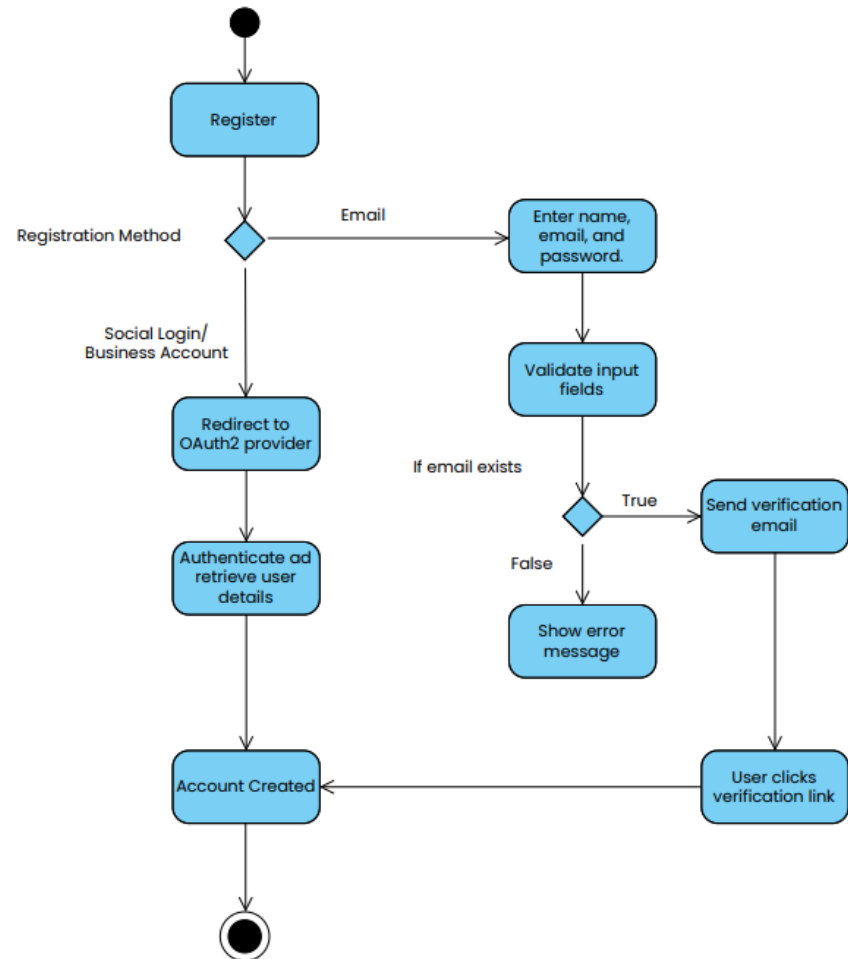 Register
Registration Method
Email
Enter name,
email, and
password.
Social Login/
Business Account
Validate input
fields
Redirect to
OAuth2 provider
If email exists
True
Send verification
email
Authenticate ad
retrieve user
details
False
Show error
message
Account Created
User clicks
verification link